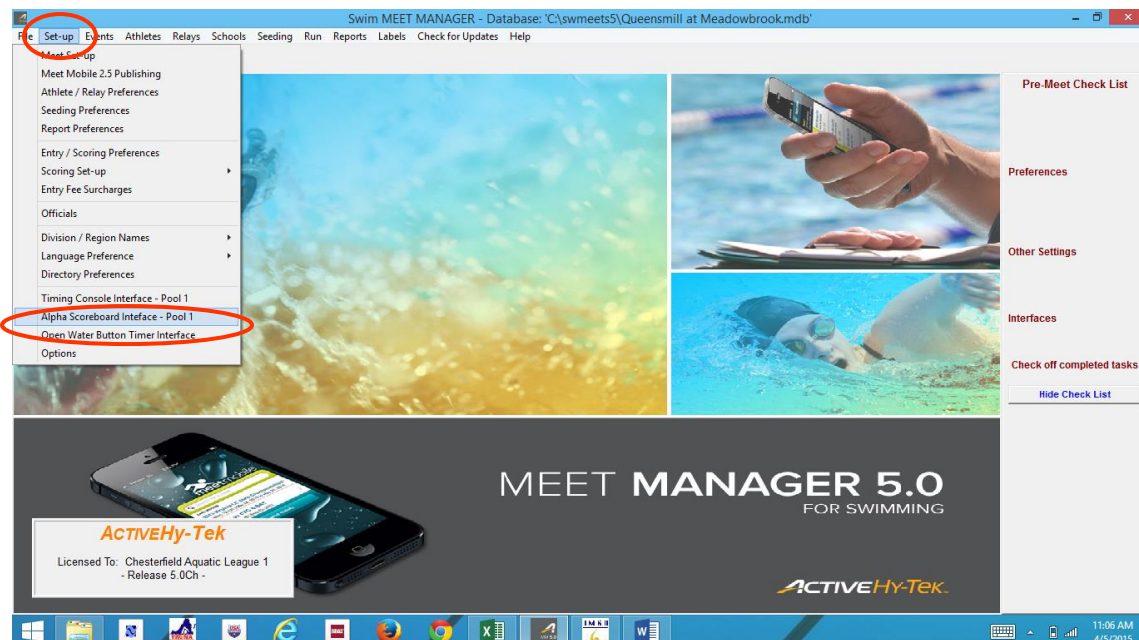 Swim MEET MANAGER - Database: 'C:\swmeets5\Queensmill at Meadowbrook.mdb'
File Set-up Events Athletes Relays Schools Seeding Run Reports Labels Check for Updates Help
Meet Set-up
Meet Mobile 2.5 Publishing
Athlete / Relay Preferences
Seeding Preferences
Report Preferences
Entry / Scoring Preferences
Scoring Set-up
Entry Fee Surcharges
Officials
Division / Region Names
Language Preference
Directory Preferences
Timing Console Interface - Pool 1
Alpha Scoreboard Inteface - Pool 1
Open Water Button Timer Interface
Options
Pre-Meet Check List
Preferences
Other Settings
Interfaces
Check off completed tasks
Hide Check List
meetmobile
MEET MANAGER 5.0
FOR SWIMMING
ACTIVEHy-Tek
Licensed To: Chesterfield Aquatic League 1
- Release 5.0Ch -
ACTIVEHY-TEK
11:06 AM
4/5/2015